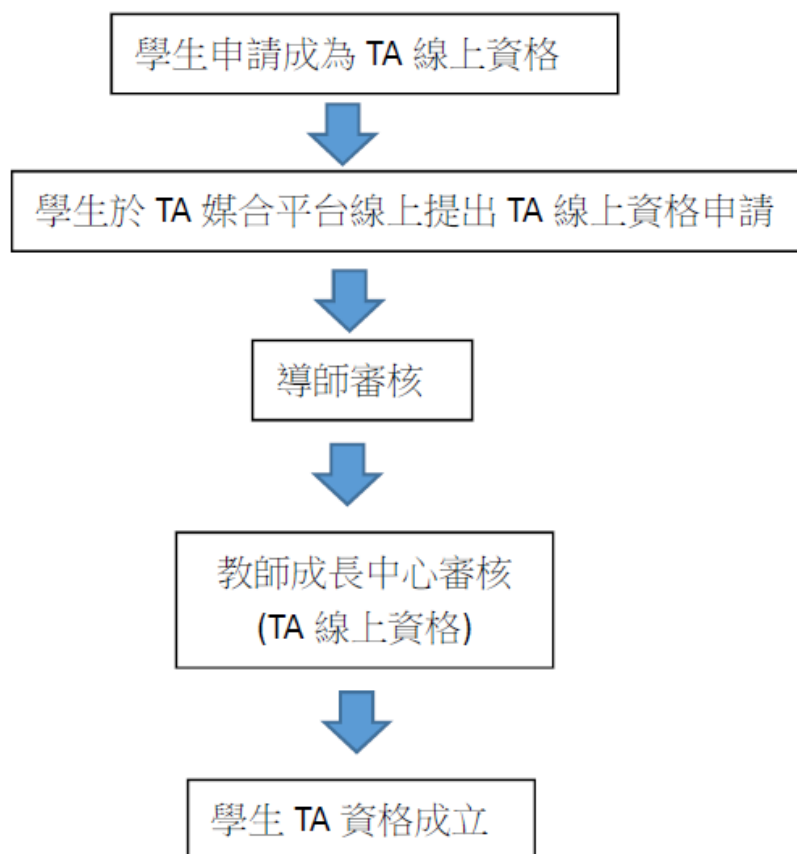 學生申請成為 TA 線上資格
學生於 TA 媒合平台線上提出 TA 線上資格申請
導師審核
教師成長中心審核
(TA 線上資格)
學生 TA 資格成立